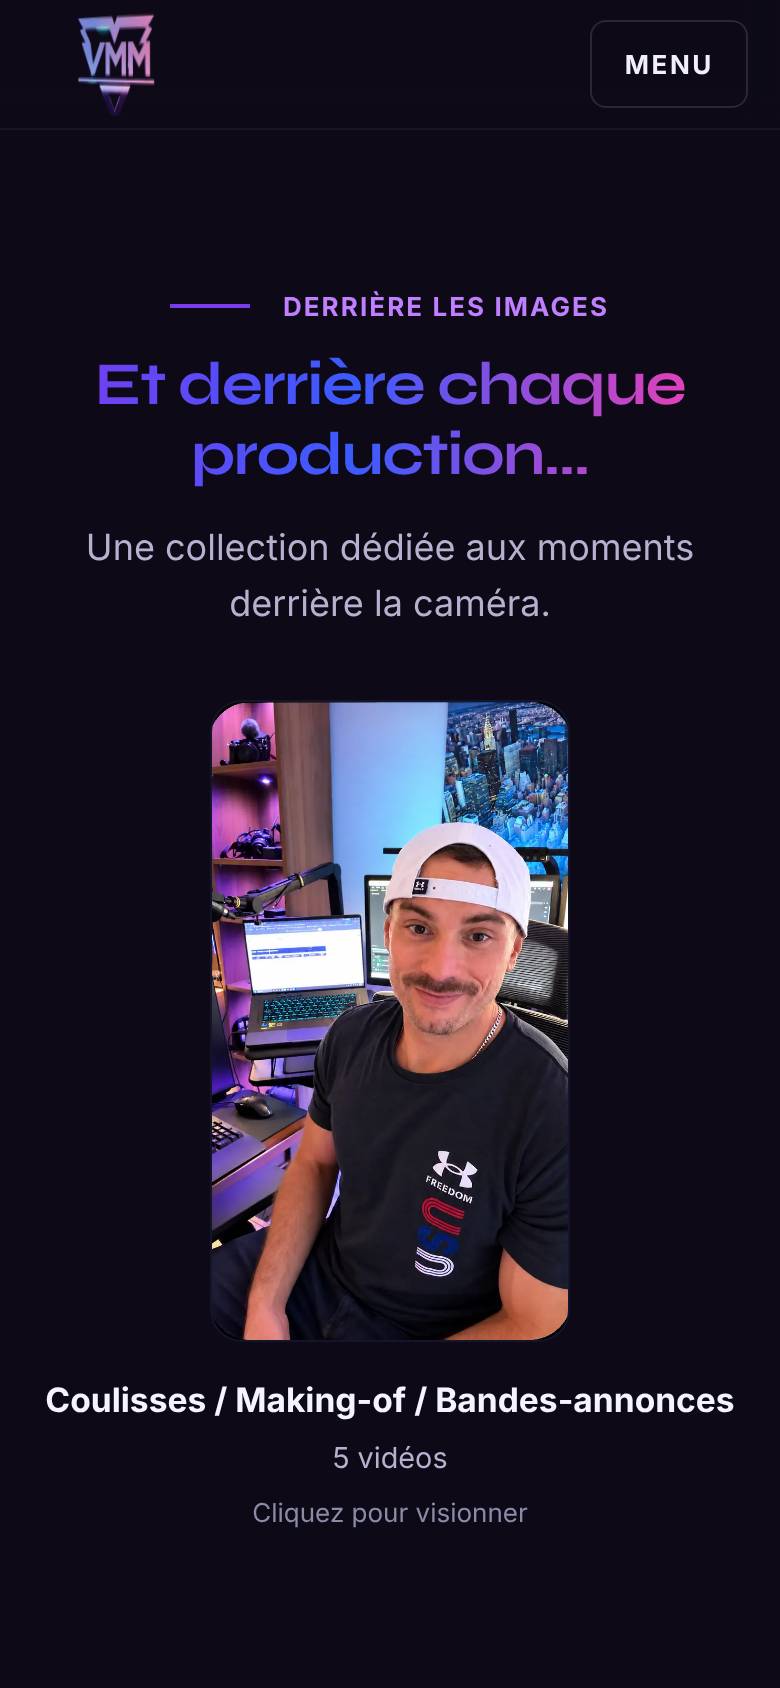 VMM
MENU
DERRIÈRE LES IMAGES
Et derrière chaque
production...
Une collection dédiée aux moments
derrière la caméra.
FREEDOM
USA
Coulisses / Making-of / Bandes-annonces
5 vidéos
Cliquez pour visionner